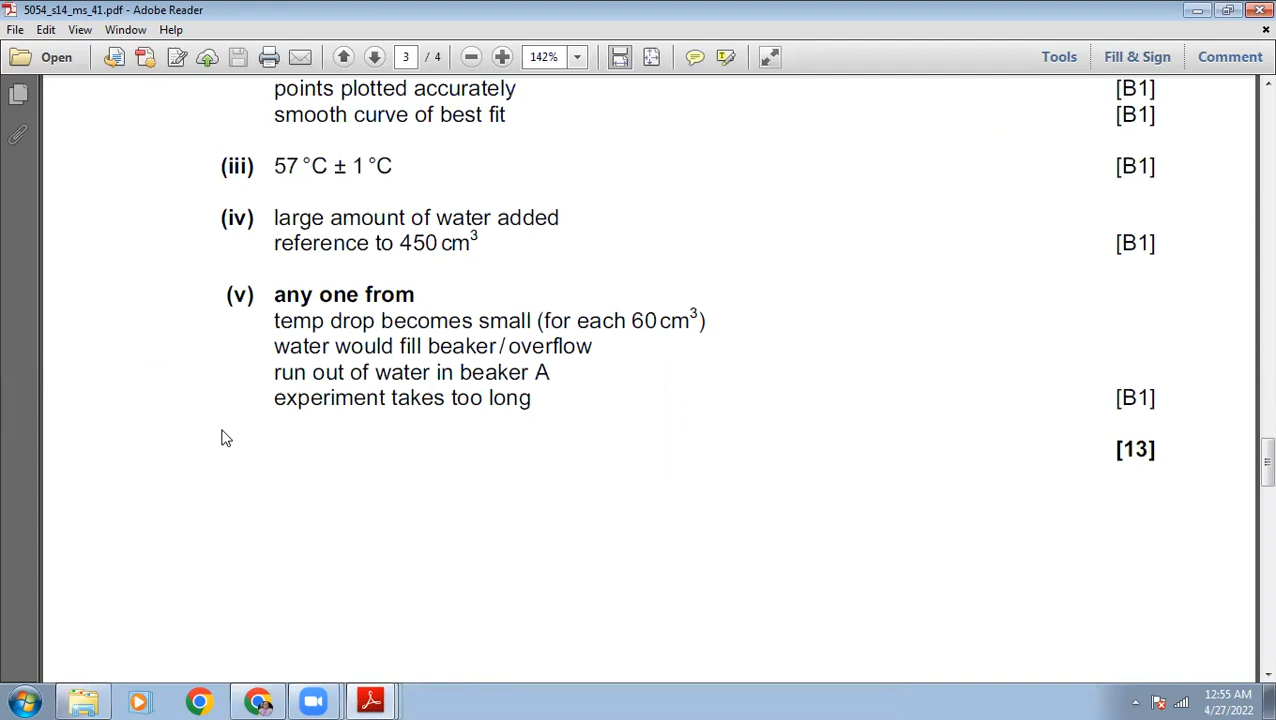 5054_s14_ms_41.pdf - Adobe Reader
File Edit View Window Help
Open 3 / 4 142% Tools Fill & Sign Comment
points plotted accurately [B1]
smooth curve of best fit [B1]
(iii) 57 °C ± 1 °C [B1]
(iv) large amount of water added
reference to 450 cm³ [B1]
(v) any one from
temp drop becomes small (for each 60 cm³)
water would fill beaker / overflow
run out of water in beaker A
experiment takes too long [B1]
[13]
12:55 AM
4/27/2022